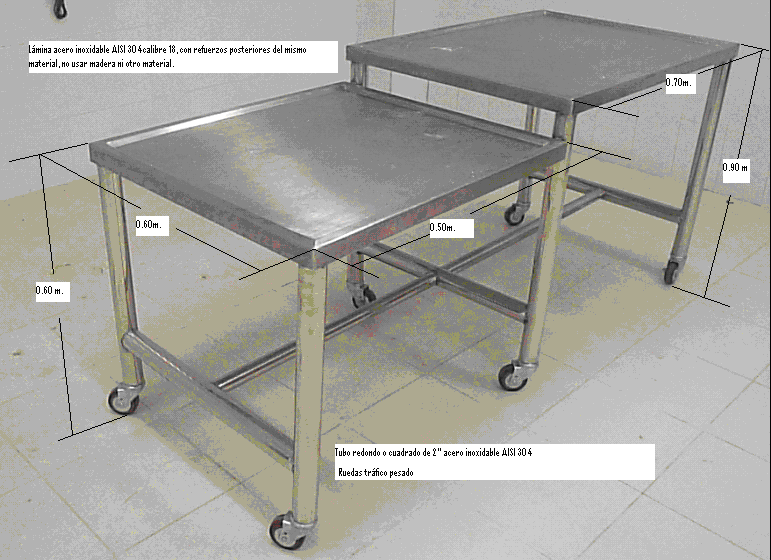 Lámina acero inoxidable AISI 304 calibre 18, con refuerzos posteriores del mismo
material, no usar madera ni otro material.
0.70m.
0.90 m
0.60m.
0.50m.
0.60 m.
Tubo redondo o cuadrado de 2" acero inoxidable AISI 304
Ruedas tráfico pesado